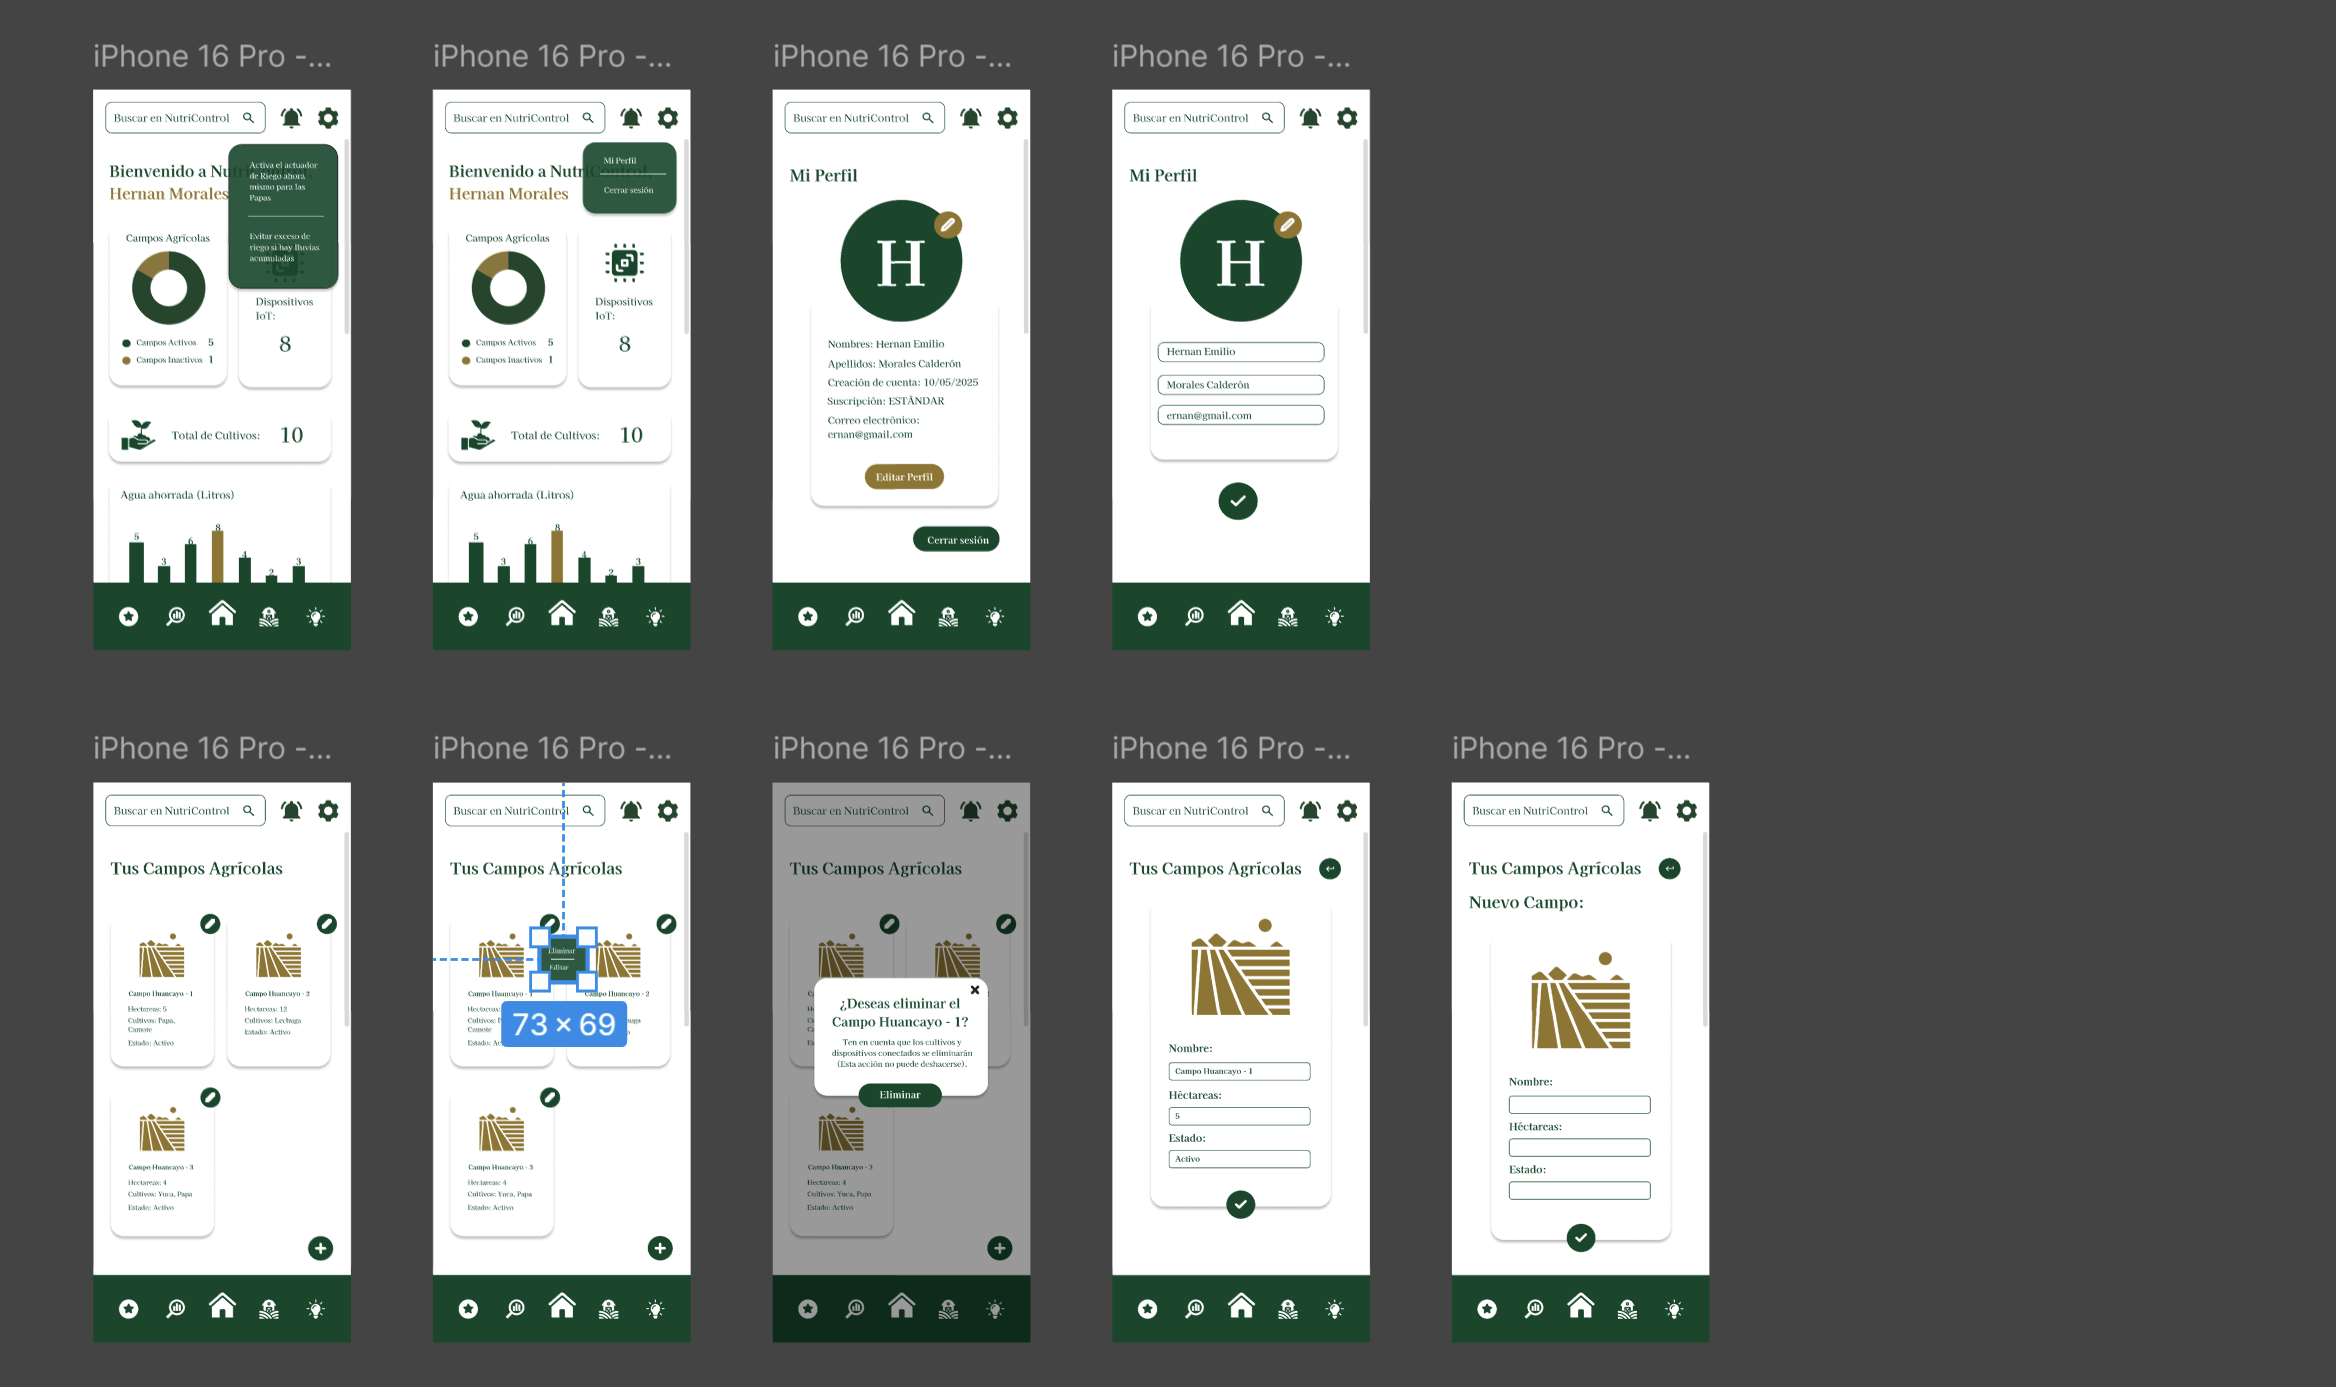 iPhone 16 Pro -...
Buscar en NutriControl
Activa el actuador
de Riego ahora
mismo para las
Papas
Evitar exceso de
riego si hay lluvias
acumuladas
Bienvenido a Nu
Hernan Morales
Campos Agrícolas
Campos Activos 5
Campos Inactivos 1
Dispositivos
IoT:
8
Total de Cultivos: 10
Agua ahorrada (Litros)
5
3
6
8
4
2
3
iPhone 16 Pro -...
Buscar en NutriControl
Mi Perfil
Cerrar sesión
Bienvenido a Nutri
Hernan Morales
Campos Agrícolas
Campos Activos 5
Campos Inactivos 1
Dispositivos
IoT:
8
Total de Cultivos: 10
Agua ahorrada (Litros)
5
3
6
8
4
2
3
iPhone 16 Pro -...
Buscar en NutriControl
Mi Perfil
H
Nombres: Hernan Emilio
Apellidos: Morales Calderón
Creación de cuenta: 10/05/2025
Suscripción: ESTÁNDAR
Correo electrónico:
ernan@gmail.com
Editar Perfil
Cerrar sesión
iPhone 16 Pro -...
Buscar en NutriControl
Mi Perfil
H
Hernan Emilio
Morales Calderón
ernan@gmail.com
iPhone 16 Pro -...
Buscar en NutriControl
Tus Campos Agrícolas
Campo Huancayo - 1
Hectareas: 5
Cultivos: Papa,
Camote
Estado: Activo
Campo Huancayo - 2
Hectareas: 12
Cultivos: Lechuga
Estado: Activo
Campo Huancayo - 3
Hectareas: 4
Cultivos: Yuca, Papa
Estado: Activo
iPhone 16 Pro -...
Buscar en NutriControl
Tus Campos Agrícolas
Eliminar
Editar
Campo Huancayo - 1
Hectareas:
Cultivos: P
Camote
Estado: Ac
Campo Huancayo - 2
73 × 69
Campo Huancayo - 3
Hectareas: 4
Cultivos: Yuca, Papa
Estado: Activo
iPhone 16 Pro -...
Buscar en NutriControl
Tus Campos Agrícolas
¿Deseas eliminar el
Campo Huancayo - 1?
Ten en cuenta que los cultivos y
dispositivos conectados se eliminarán
(Esta acción no puede deshacerse).
Eliminar
Campo Huancayo - 3
Hectareas: 4
Cultivos: Yuca, Papa
Estado: Activo
iPhone 16 Pro -...
Buscar en NutriControl
Tus Campos Agrícolas
Nombre:
Campo Huancayo - 1
Héctareas:
5
Estado:
Activo
iPhone 16 Pro -...
Buscar en NutriControl
Tus Campos Agrícolas
Nuevo Campo:
Nombre:
Héctareas:
Estado: